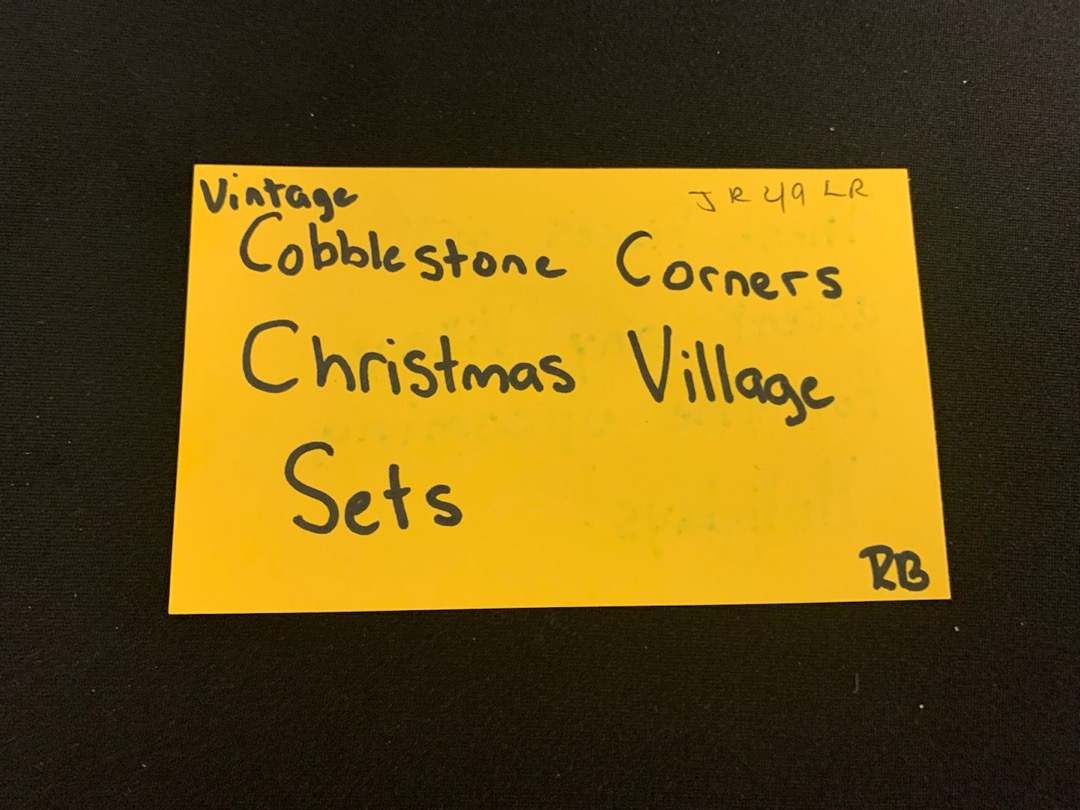 Vintage JR49LR
Cobblestone Corners
Christmas Village
Sets
RB